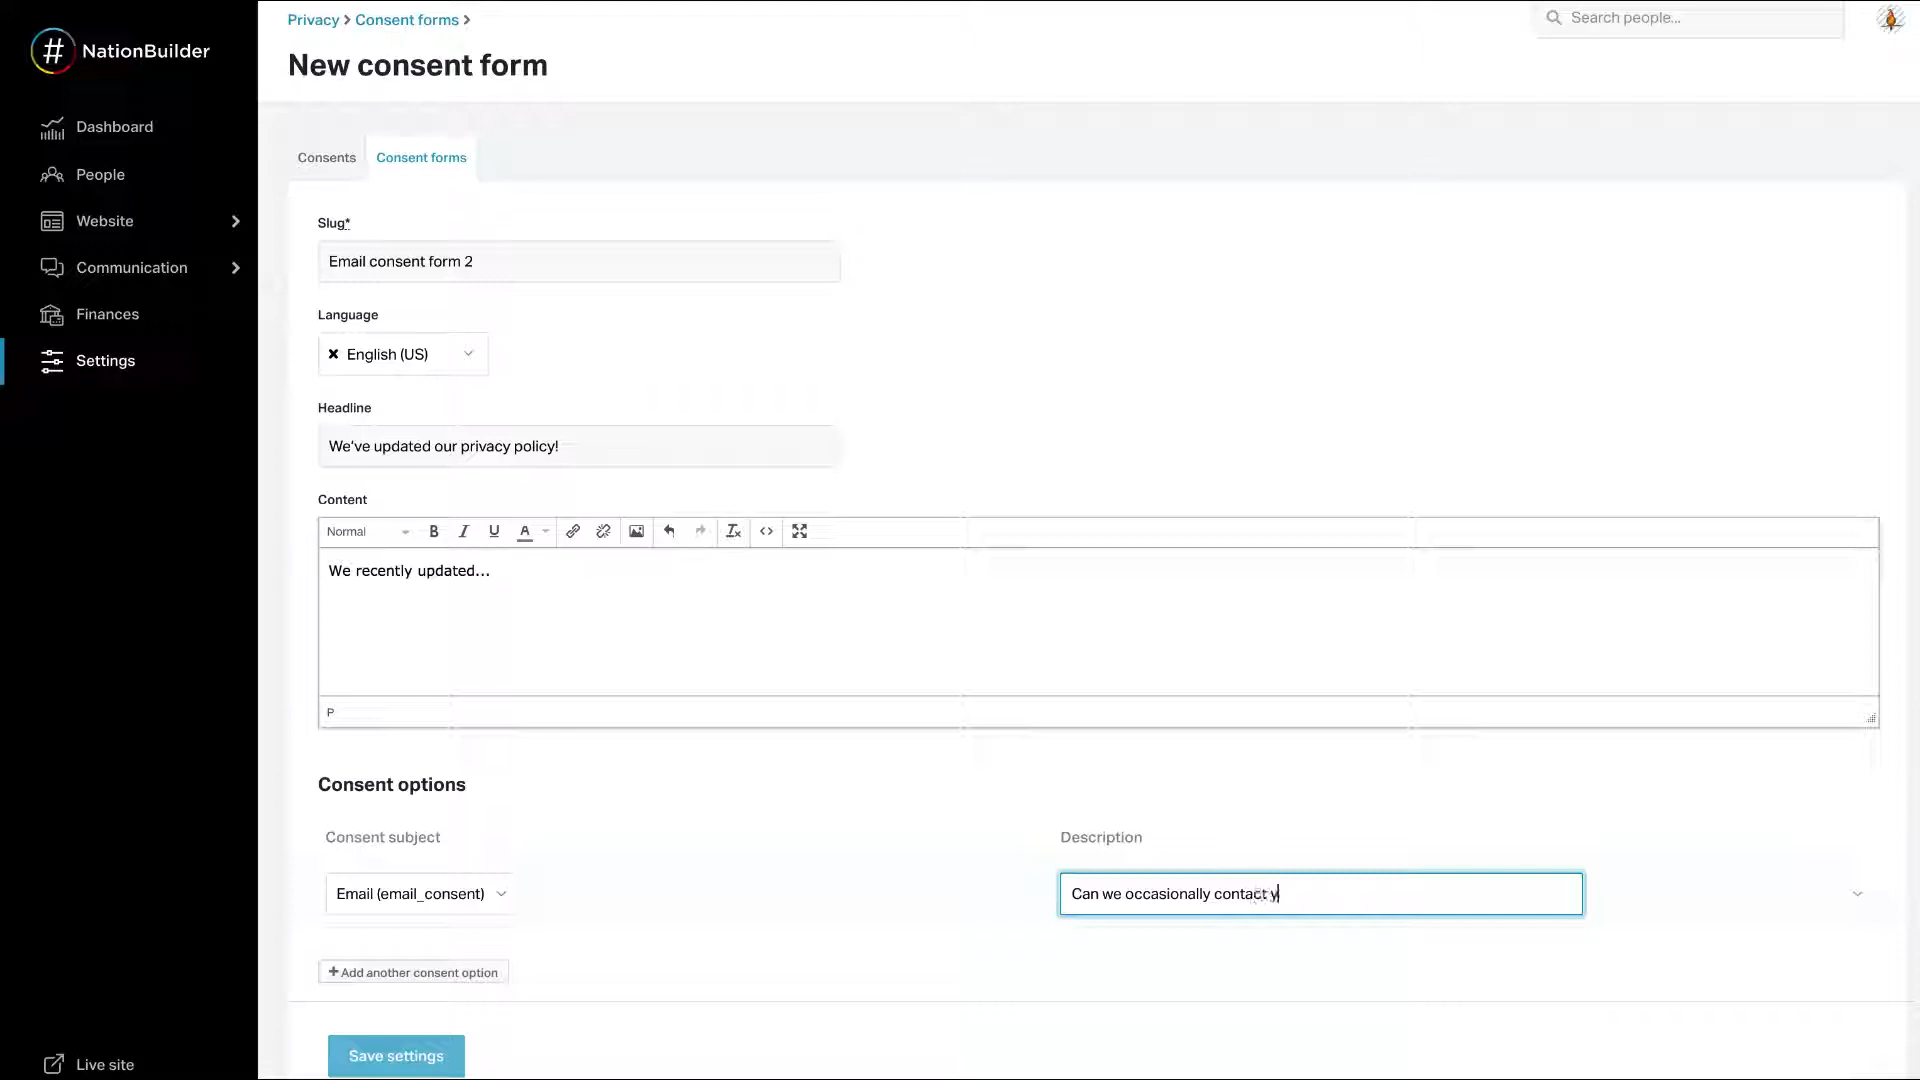 Privacy > Consent forms >
Search people...
# NationBuilder
New consent form
Dashboard
People
Website
Communication
Finances
Settings
Live site
Consents
Consent forms
Slug*
Email consent form 2
Language
× English (US)
Headline
We've updated our privacy policy!
Content
Normal B I U A
We recently updated...
P
Consent options
Consent subject
Description
Email (email_consent)
Can we occasionally contact y
+ Add another consent option
Save settings